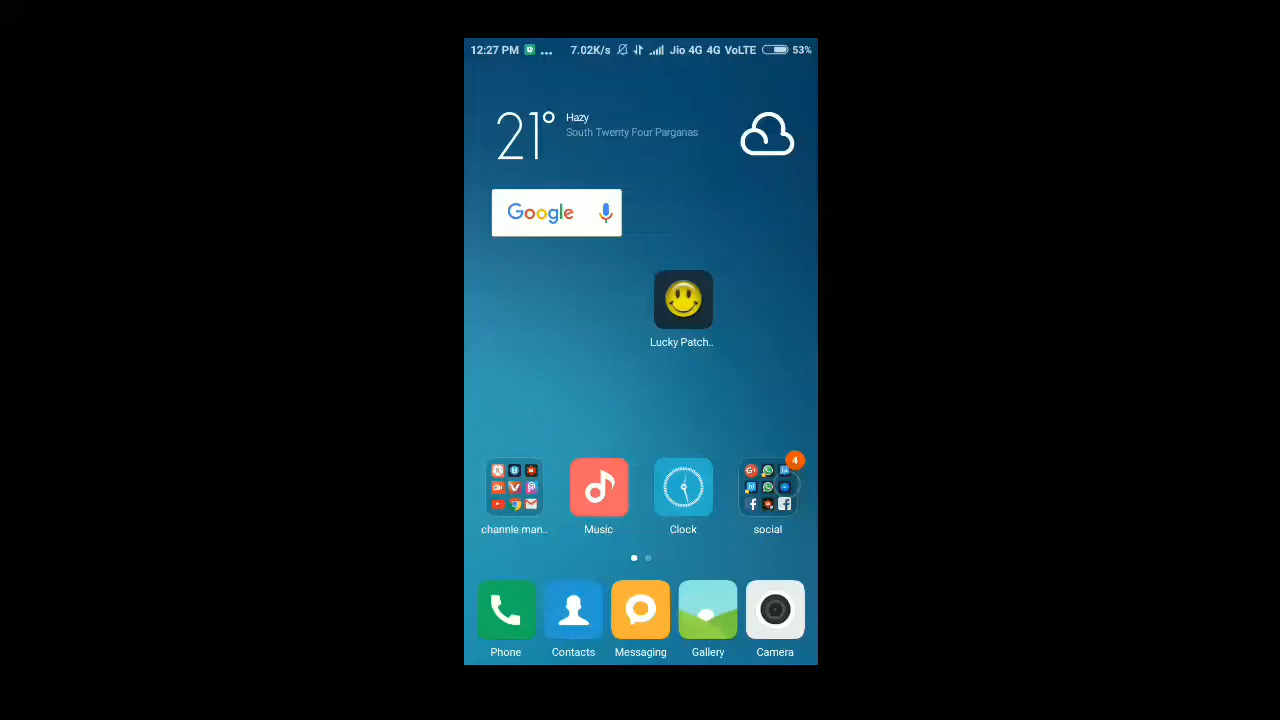 12:27 PM ... 7.02K/s Jio 4G 4G VoLTE 53%
21° Hazy
South Twenty Four Parganas
Google
Lucky Patch..
4
channle man.. Music Clock social
Phone Contacts Messaging Gallery Camera